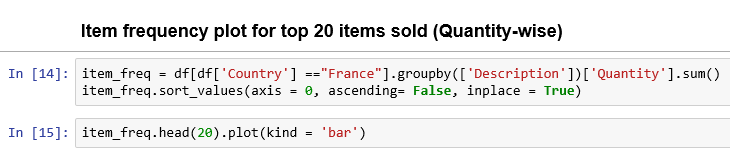 Item frequency plot for top 20 items sold (Quantity-wise)
In [14]: item_freq = df[df['Country'] =="France"].groupby(['Description'])['Quantity'].sum()
item_freq.sort_values(axis = 0, ascending= False, inplace = True)
In [15]: item_freq.head(20).plot(kind = 'bar')